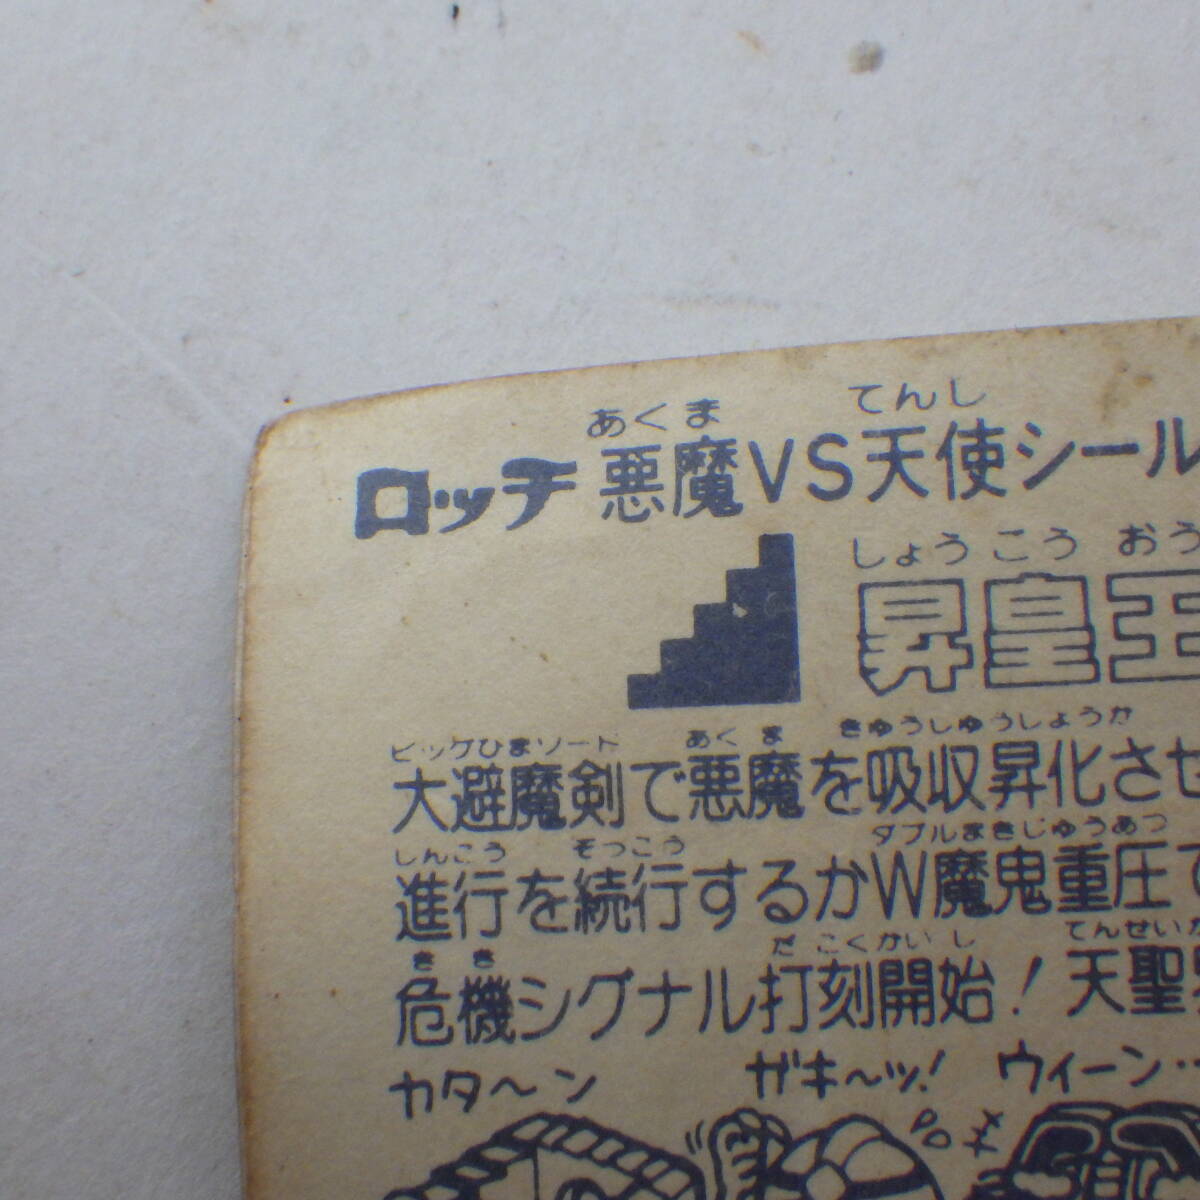 あくま てんし
ロッチ 悪魔VS天使シール
しょうこうおう
昇皇王
ビッグひまソート あくま きゅうしゅうしょうか
大避魔剣で悪魔を吸収昇化させ
しんこう ぞっこう ダブルまきじゅうあつ
進行を続行するかW魔鬼重圧で
きき だこくかいし てんせい
危機シグナル打刻開始！天聖
カタ〜ン ガキ〜ッ! ウィーン…